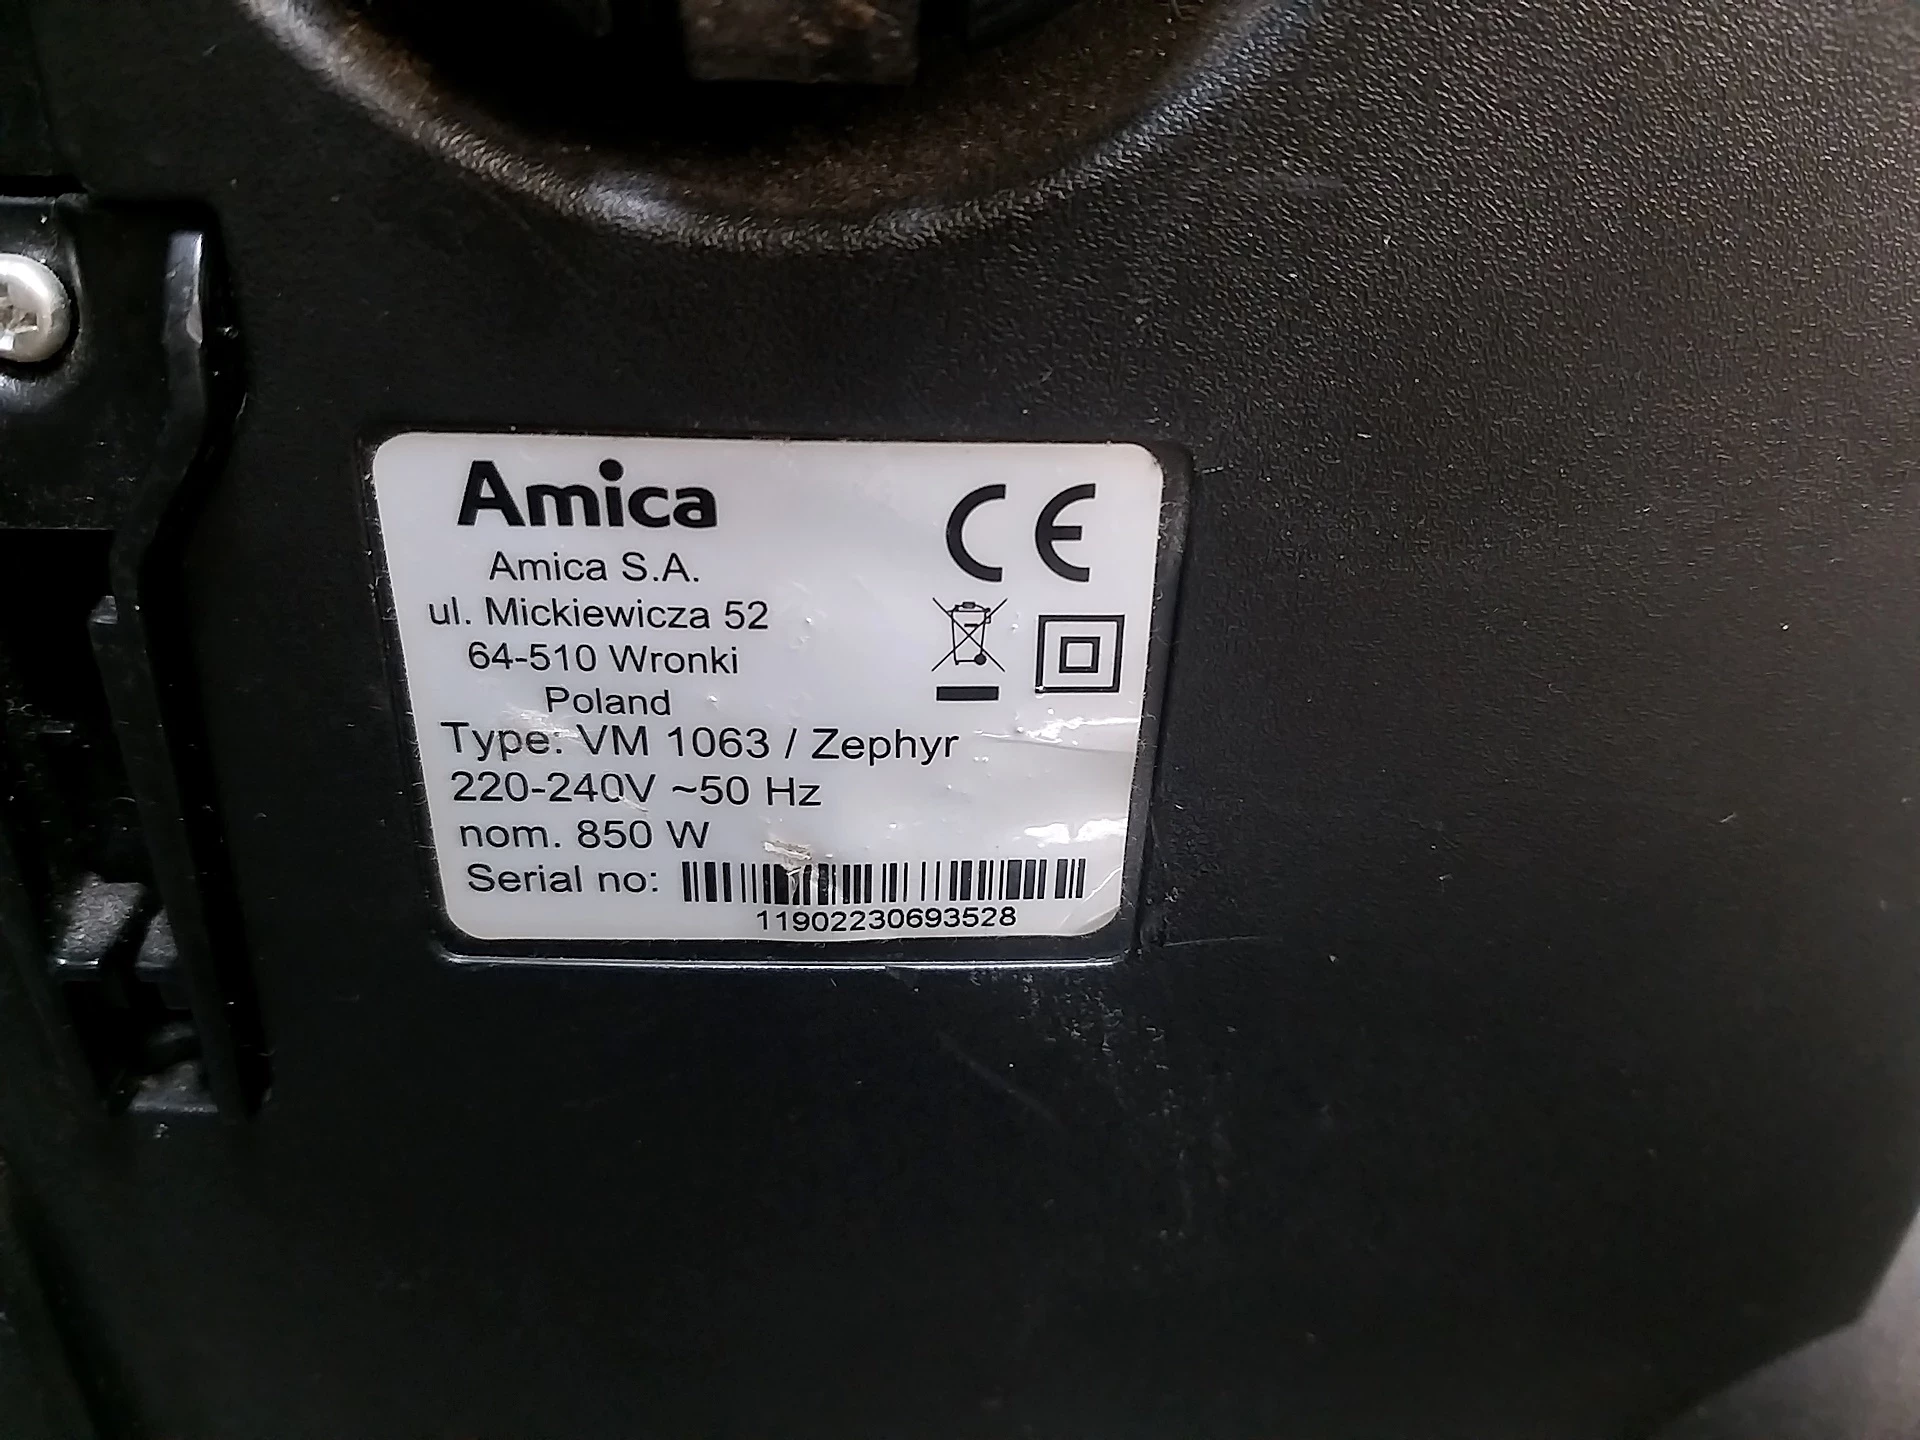 Amica
CE
Amica S.A.
ul. Mickiewicza 52
64-510 Wronki
Poland
Type: VM 1063 / Zephyr
220-240V ~50 Hz
nom. 850 W
Serial no:
11902230693528